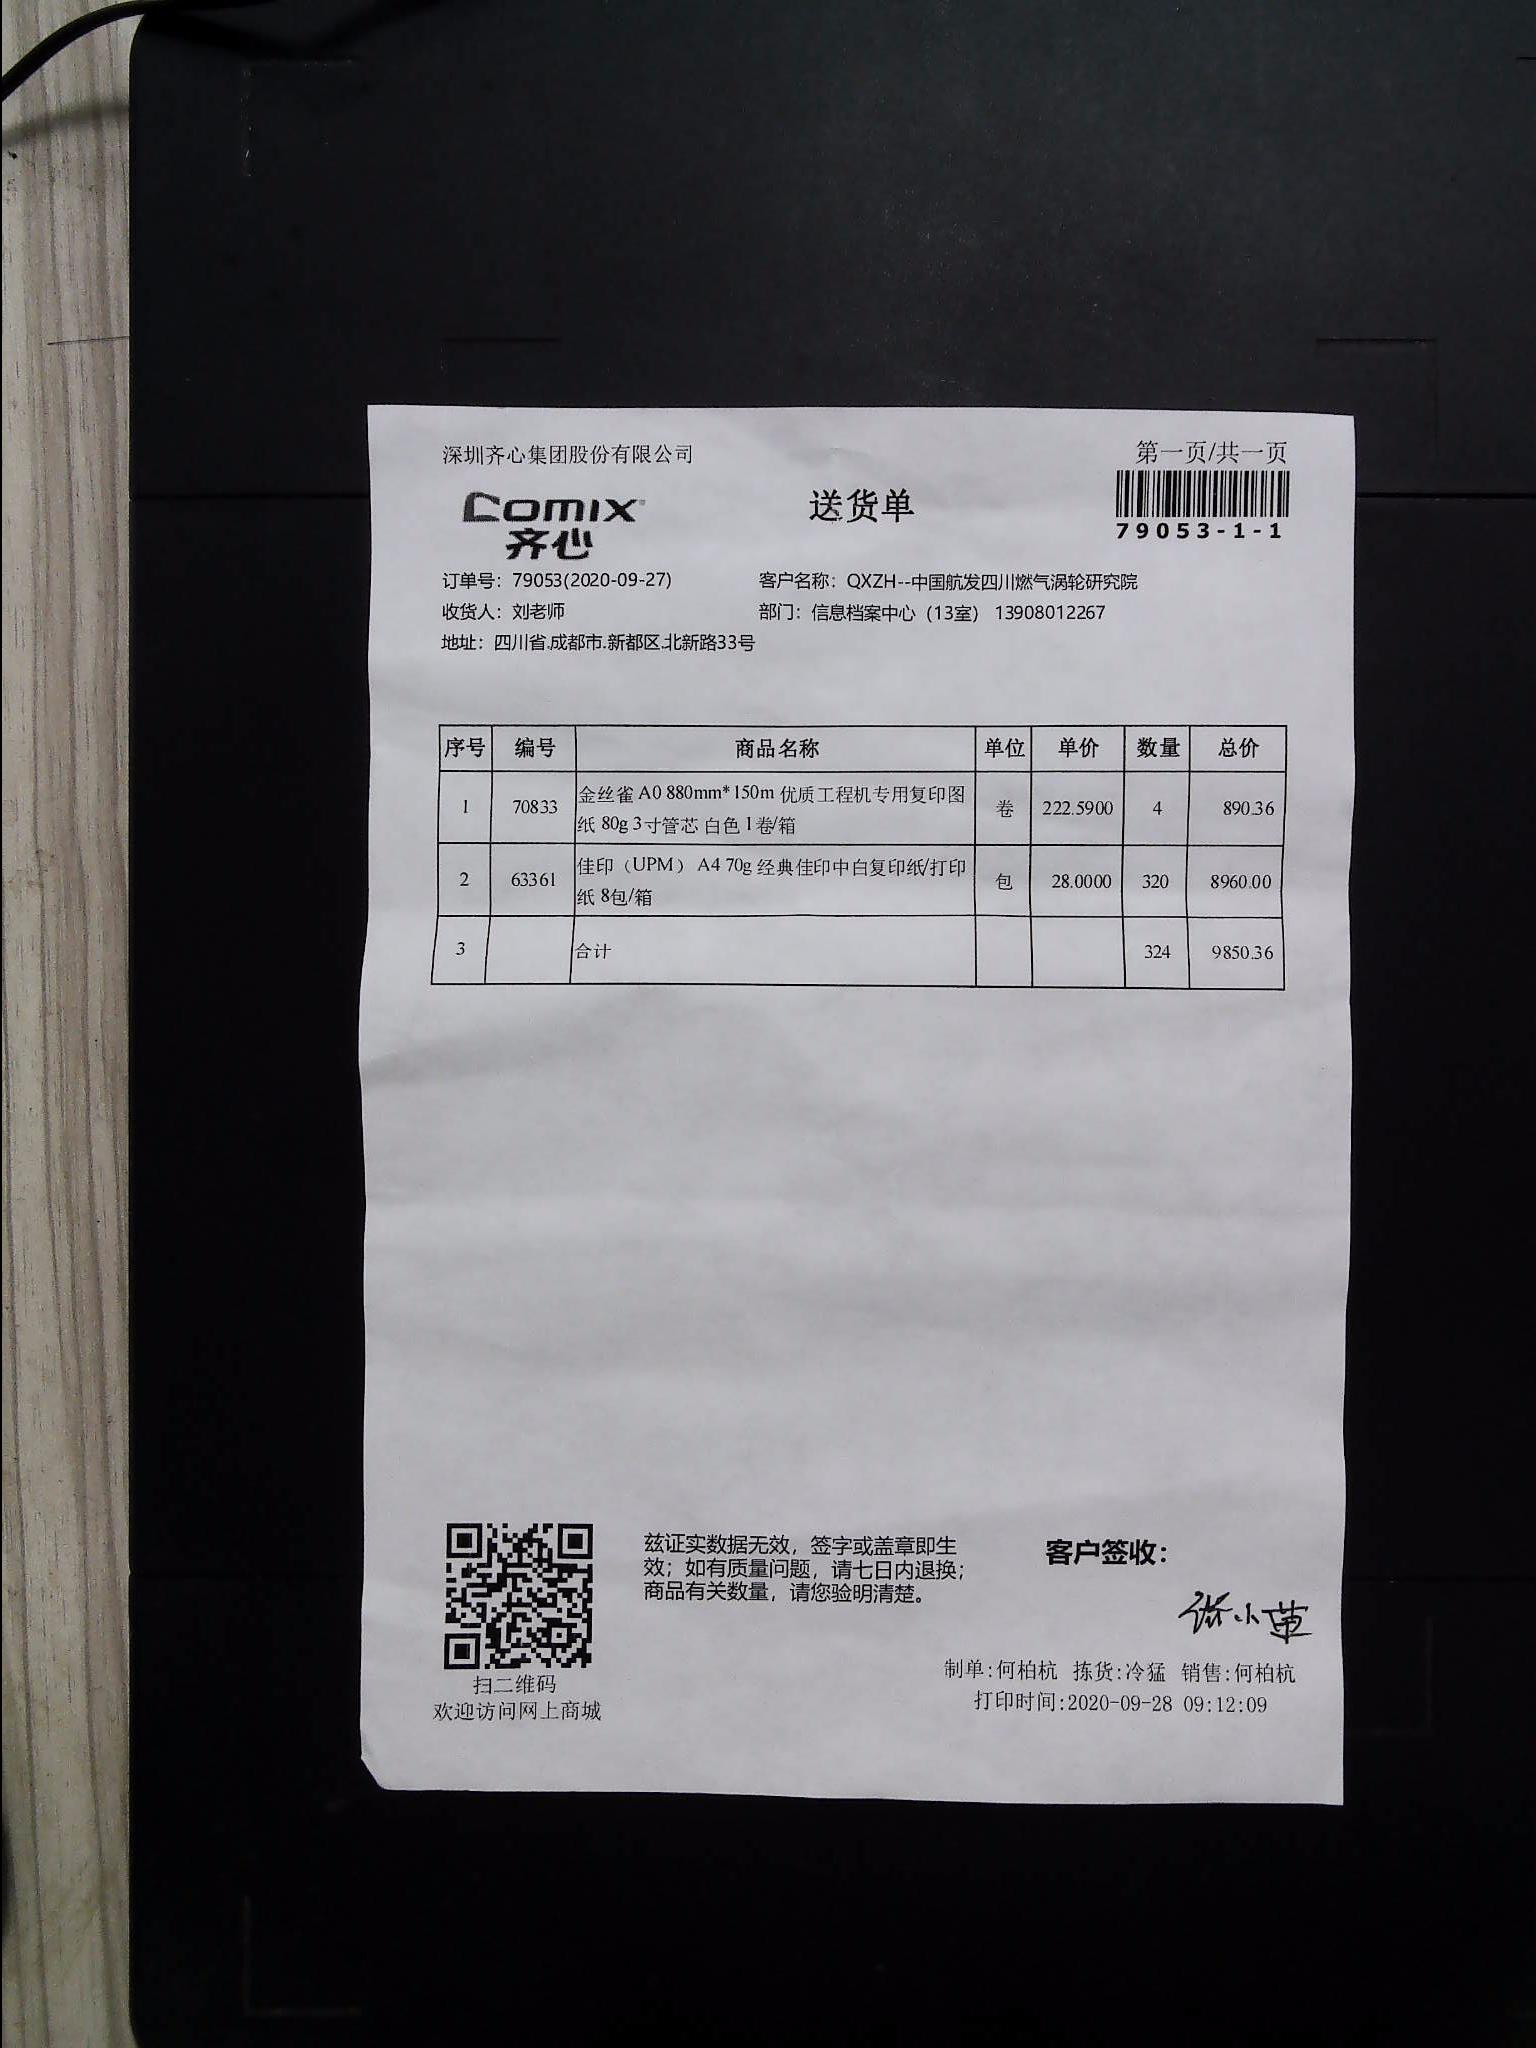 深圳齐心集团股份有限公司
第一页/共一页
COMIX
齐心
送货单
79053-1-1
订单号：79053(2020-09-27)
客户名称：QXZH--中国航发四川燃气涡轮研究院
收货人：刘老师
部门：信息档案中心（13室） 13908012267
地址：四川省.成都市.新都区.北新路33号
序号 编号 商品名称 单位 单价 数量 总价
1 70833 金丝雀 A0 880mm*150m 优质工程机专用复印图 卷 222.5900 4 890.36
纸 80g 3寸管芯 白色 1卷/箱
2 63361 佳印（UPM） A4 70g 经典佳印中白复印纸/打印 包 28.0000 320 8960.00
纸 8包/箱
3 合计 324 9850.36
兹证实数据无效，签字或盖章即生
效；如有质量问题，请七日内退换；
商品有关数量，请您验明清楚。
客户签收：
扫二维码
欢迎访问网上商城
制单:何柏杭 拣货:冷猛 销售:何柏杭
打印时间:2020-09-28 09:12:09